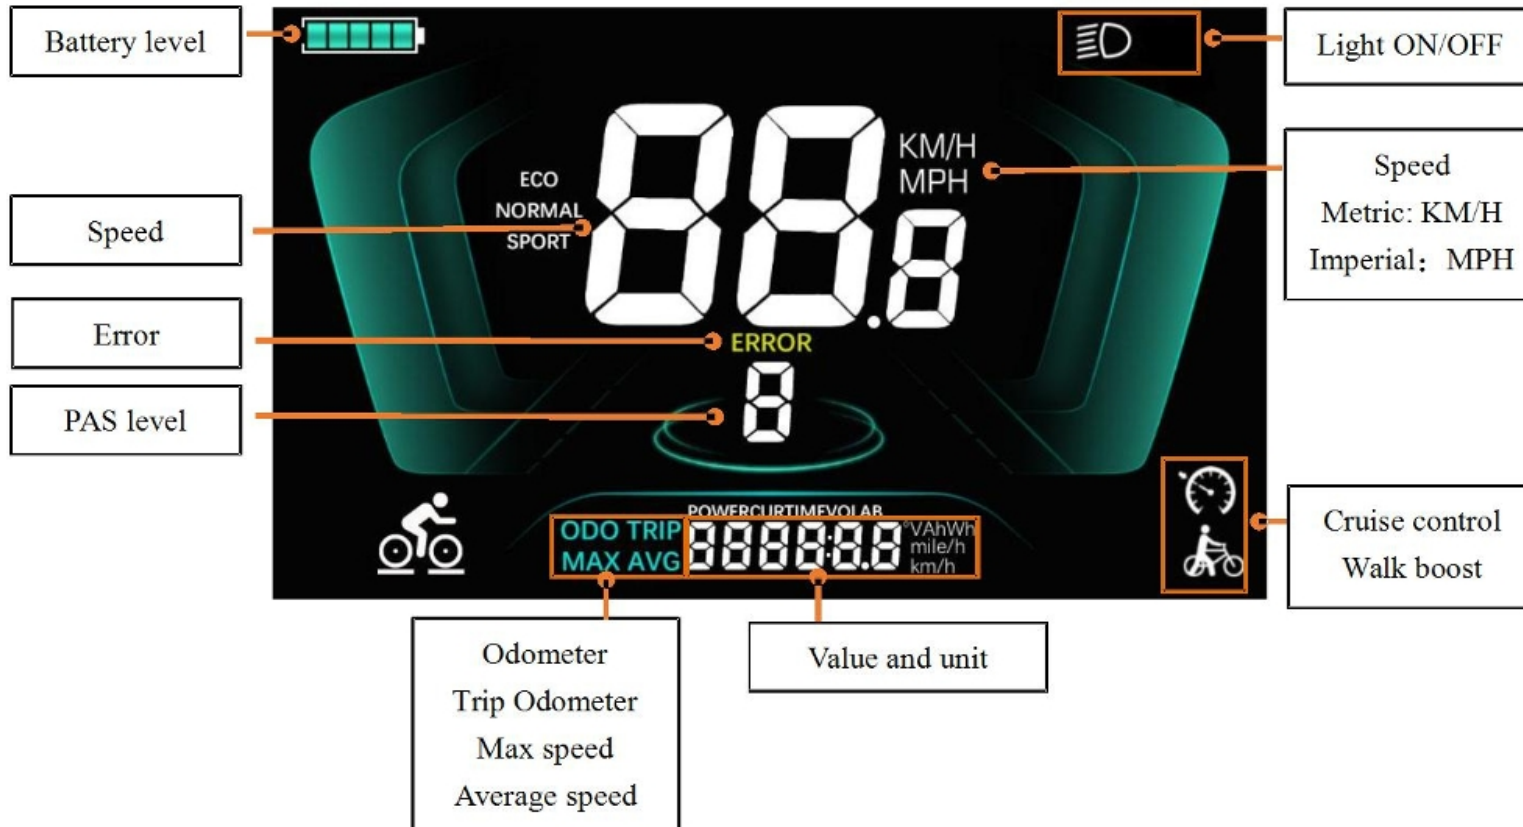 Battery level
Light ON/OFF
88.8
KM/H
MPH
ECO
NORMAL
SPORT
Speed
Speed
Metric: KM/H
Imperial：MPH
Error
ERROR
PAS level
8
POWERCURTIMEVOLAB
ODO TRIP
MAX AVG
8888:8.8
°VAhWh
mile/h
km/h
Cruise control
Walk boost
Odometer
Trip Odometer
Max speed
Average speed
Value and unit